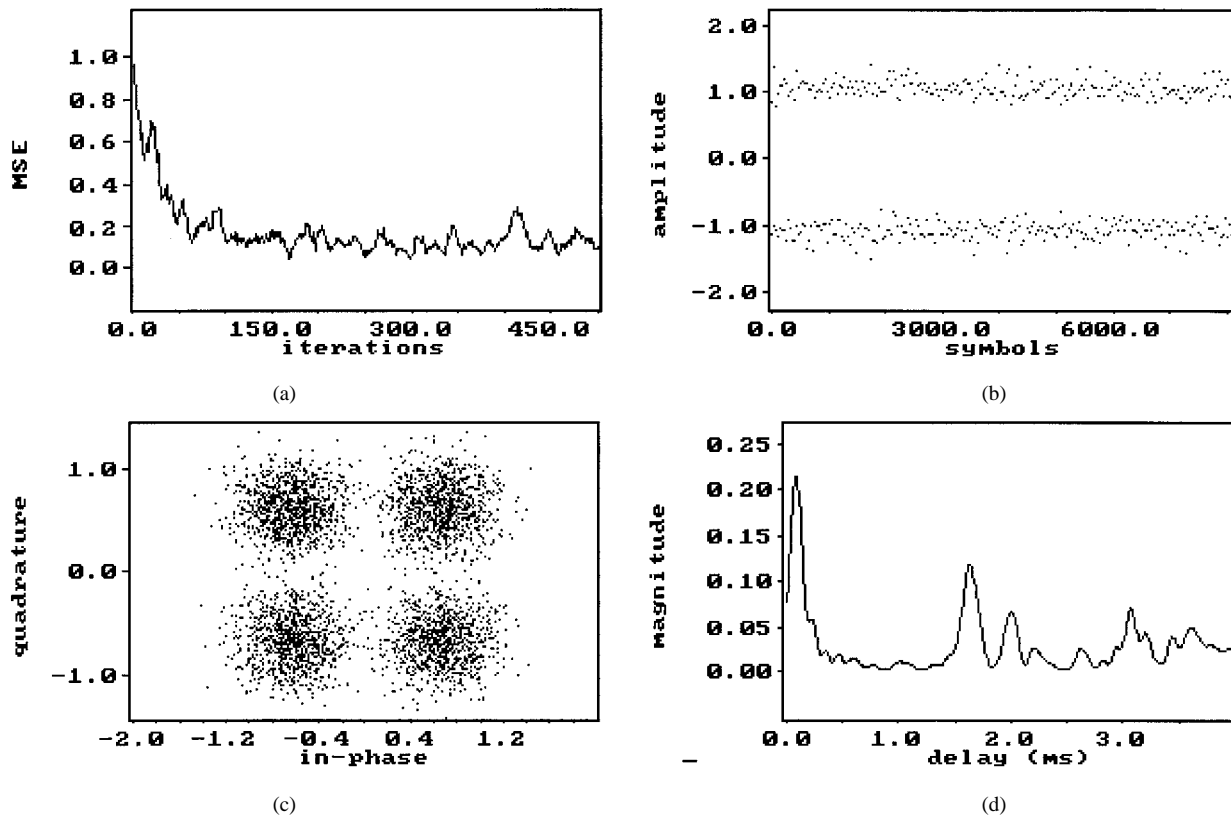 MSE
1.0
0.8
0.6
0.4
0.2
0.0
0.0 150.0 300.0 450.0
iterations
(a)
amplitude
2.0
1.0
0.0
-1.0
-2.0
0.0 3000.0 6000.0
symbols
(b)
quadrature
1.0
0.0
-1.0
-2.0 -1.2 -0.4 0.4 1.2
in-phase
(c)
magnitude
0.25
0.20
0.15
0.10
0.05
0.00
0.0 1.0 2.0 3.0
delay (ms)
(d)